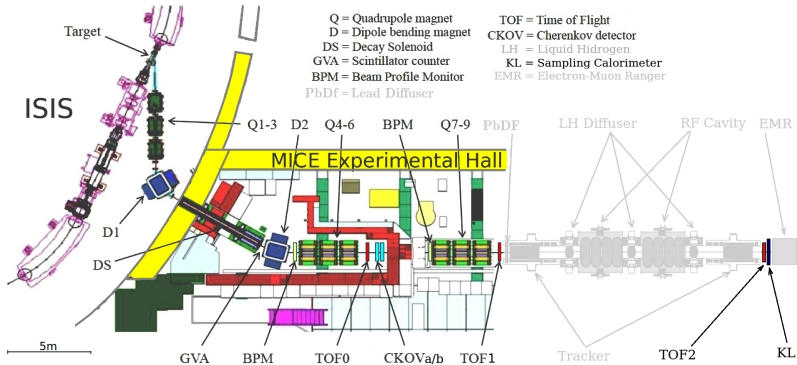 Q = Quadrupole magnet
D = Dipole bending magnet
DS = Decay Solenoid
GVA = Scintillator counter
BPM = Beam Profile Monitor
PbDf = Lead Diffuser
TOF = Time of Flight
CKOV = Cherenkov detector
LH = Liquid Hidrogen
KL = Sampling Calorimeter
EMR = Electron-Muon Ranger
Target
ISIS
Q1-3
D2
Q4-6
BPM
Q7-9
PbDF
LH Diffuser
RF Cavity
EMR
MICE Experimental Hall
D1
DS
5m
GVA
BPM
TOF0
CKOVa/b
TOF1
Tracker
TOF2
KL